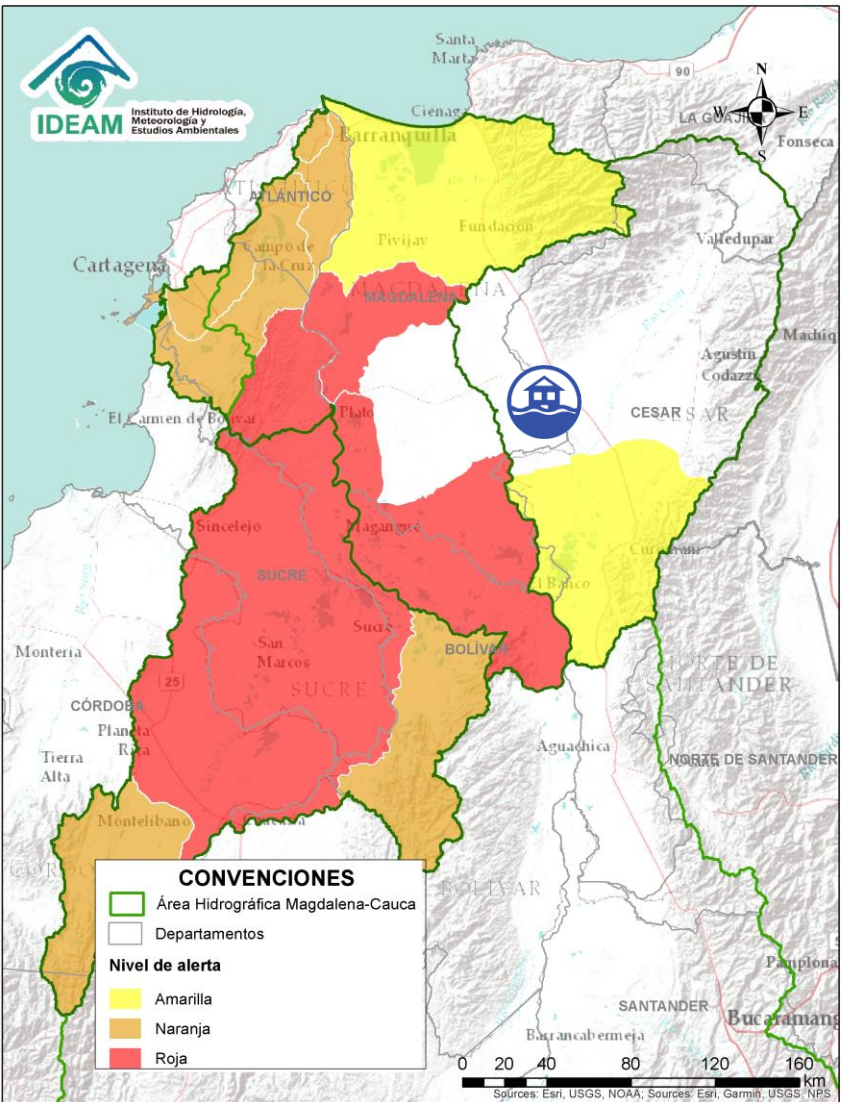 IDEAM
Instituto de Hidrología,
Meteorología y
Estudios Ambientales
Santa
Marta
90
N
W
E
S
Ciénaga
LA GUAJIRA
Fonseca
Barranquilla
ATLÁNTICO
ATLÁNTICO
Fundación
Pivijay
Valledupar
Campo de
la Cruz
Cartagena
MAGDALENA
MAGDALENA
Agustín
Codazzi
CESAR
CESAR
Plato
El Carmen de Bolívar
Sincelejo
Magangué
El Banco
SUCRE
Sucre
San
Marcos
BOLÍVAR
Montería
25
SUCRE
NORTE DE
SANTANDER
CÓRDOBA
Planeta
Rica
Aguachica
NORTE DE SANTANDER
Tierra
Alta
Montelibano
BOLÍVAR
CONVENCIONES
Área Hidrográfica Magdalena-Cauca
Departamentos
Nivel de alerta
Amarilla
Naranja
Roja
Pamplona
SANTANDER
Bucaramang
Barrancabermeja
0 20 40 80 120 160
km
Sources: Esri, USGS, NOAA; Sources: Esri, Garmin, USGS, NPS